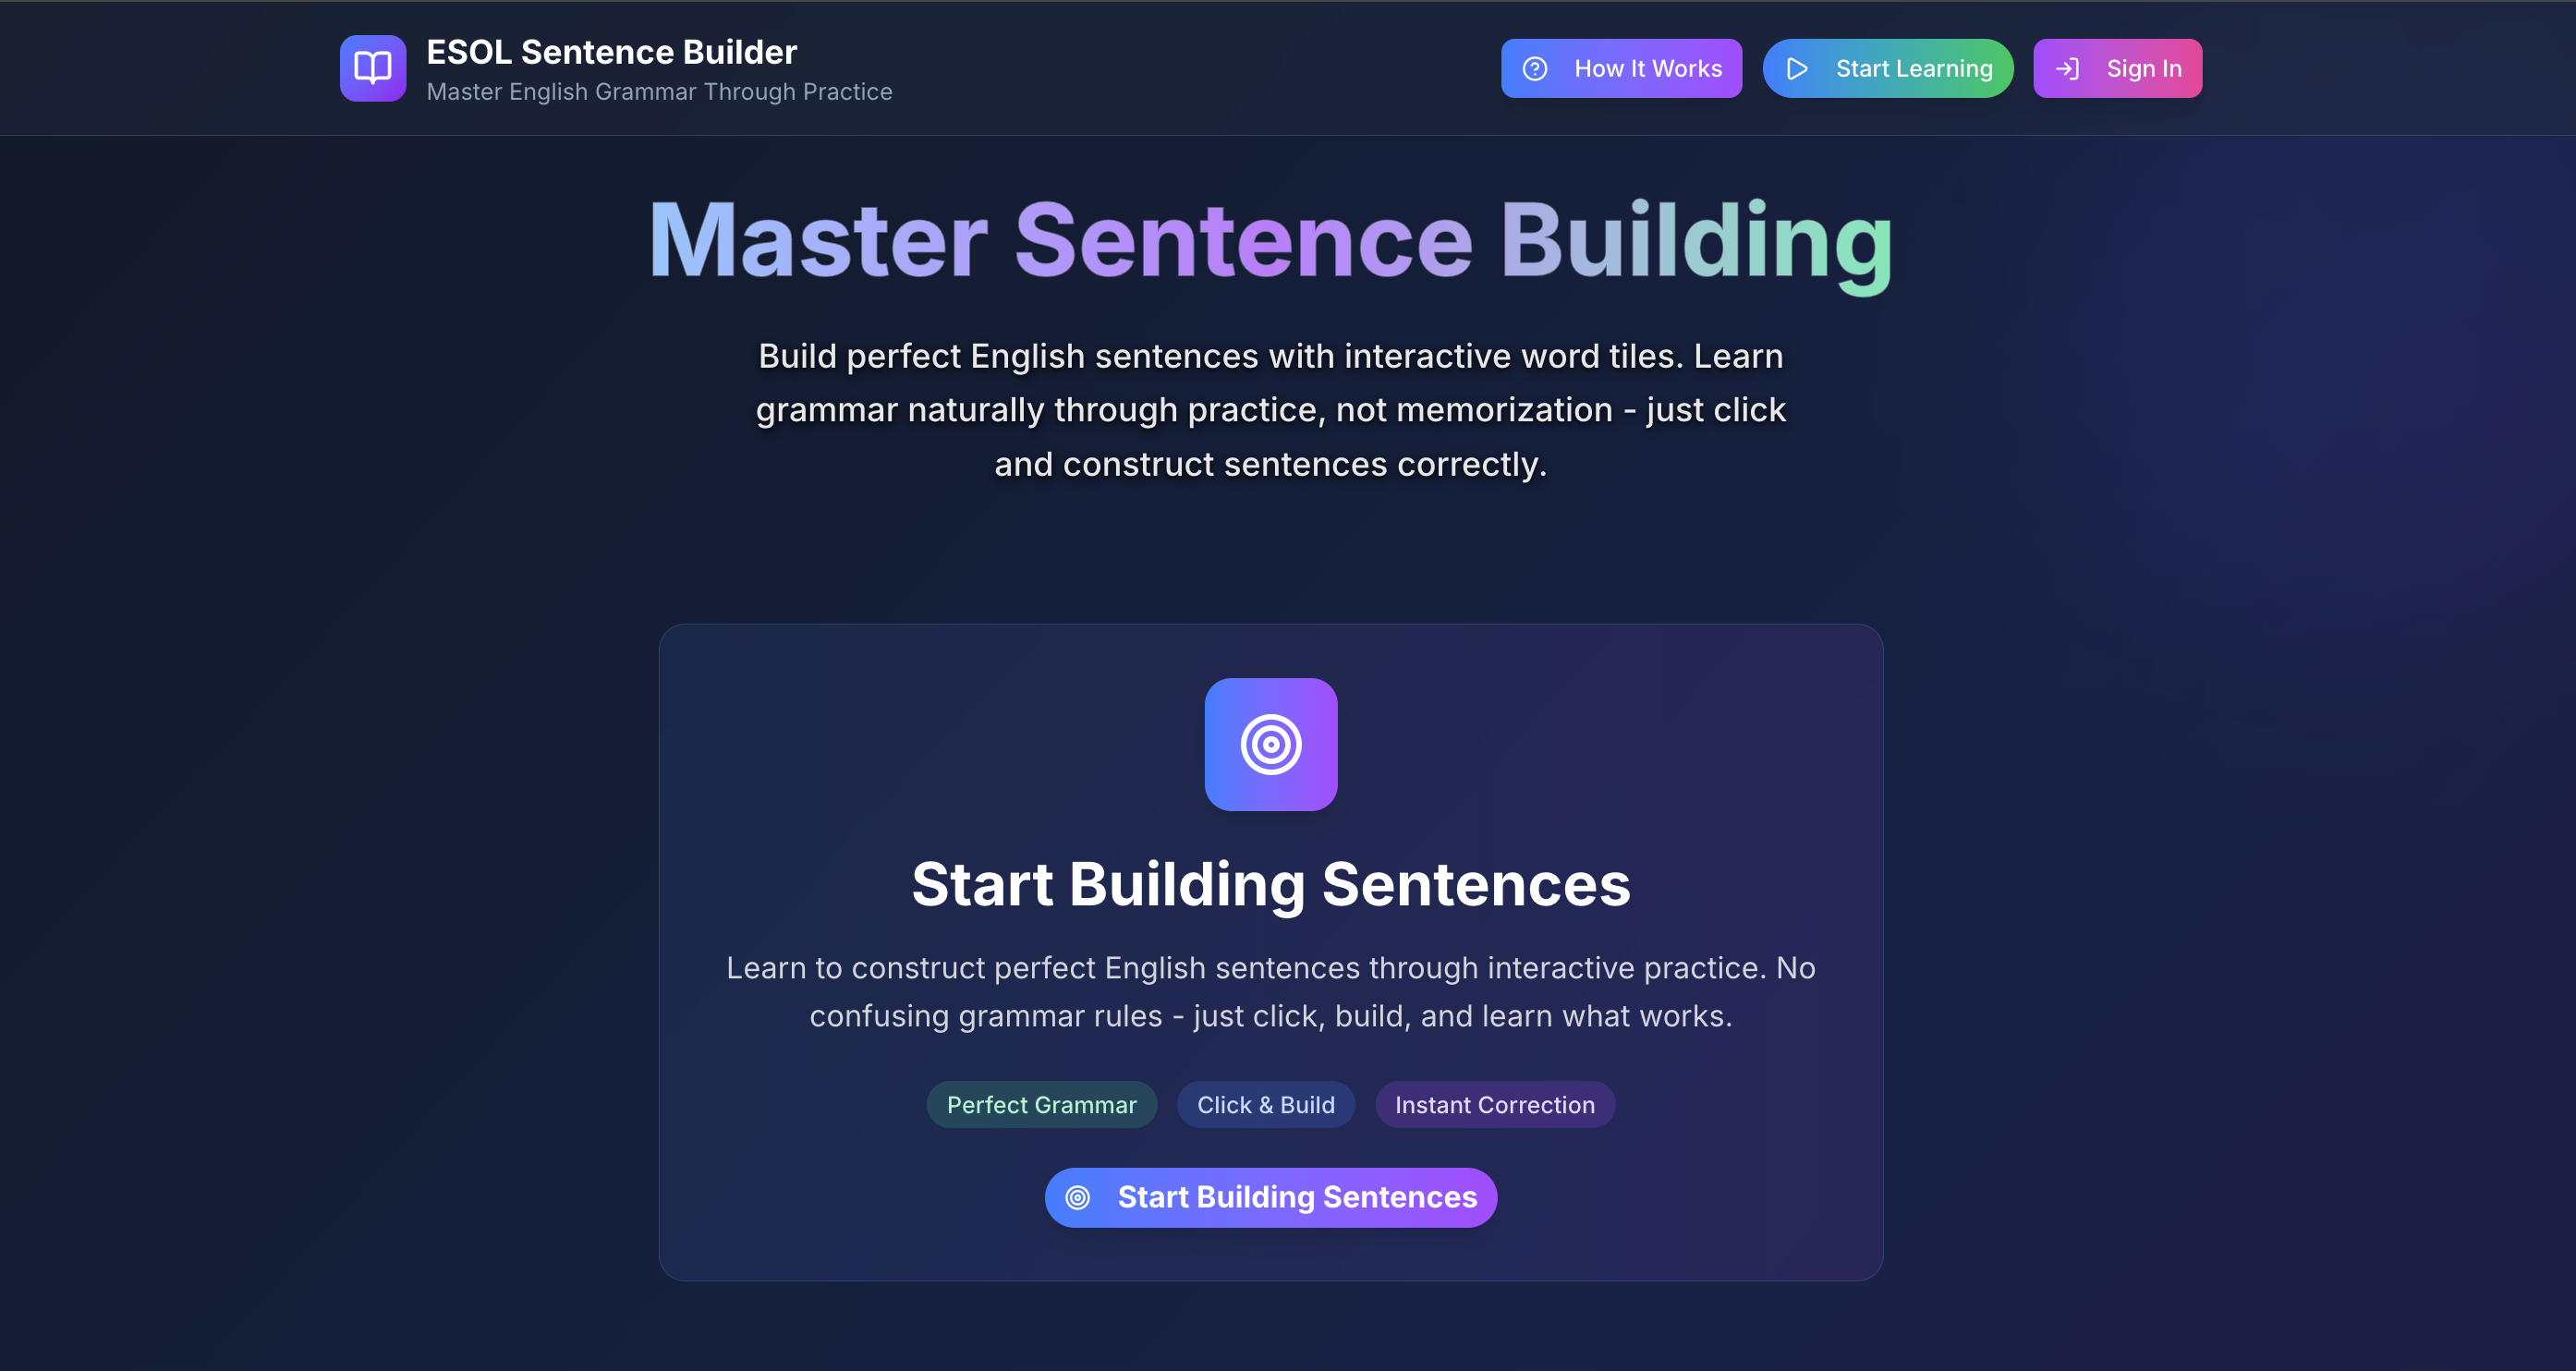 ESOL Sentence Builder
Master English Grammar Through Practice
How It Works
Start Learning
Sign In
Master Sentence Building
Build perfect English sentences with interactive word tiles. Learn
grammar naturally through practice, not memorization - just click
and construct sentences correctly.
Start Building Sentences
Learn to construct perfect English sentences through interactive practice. No
confusing grammar rules - just click, build, and learn what works.
Perfect Grammar
Click & Build
Instant Correction
Start Building Sentences